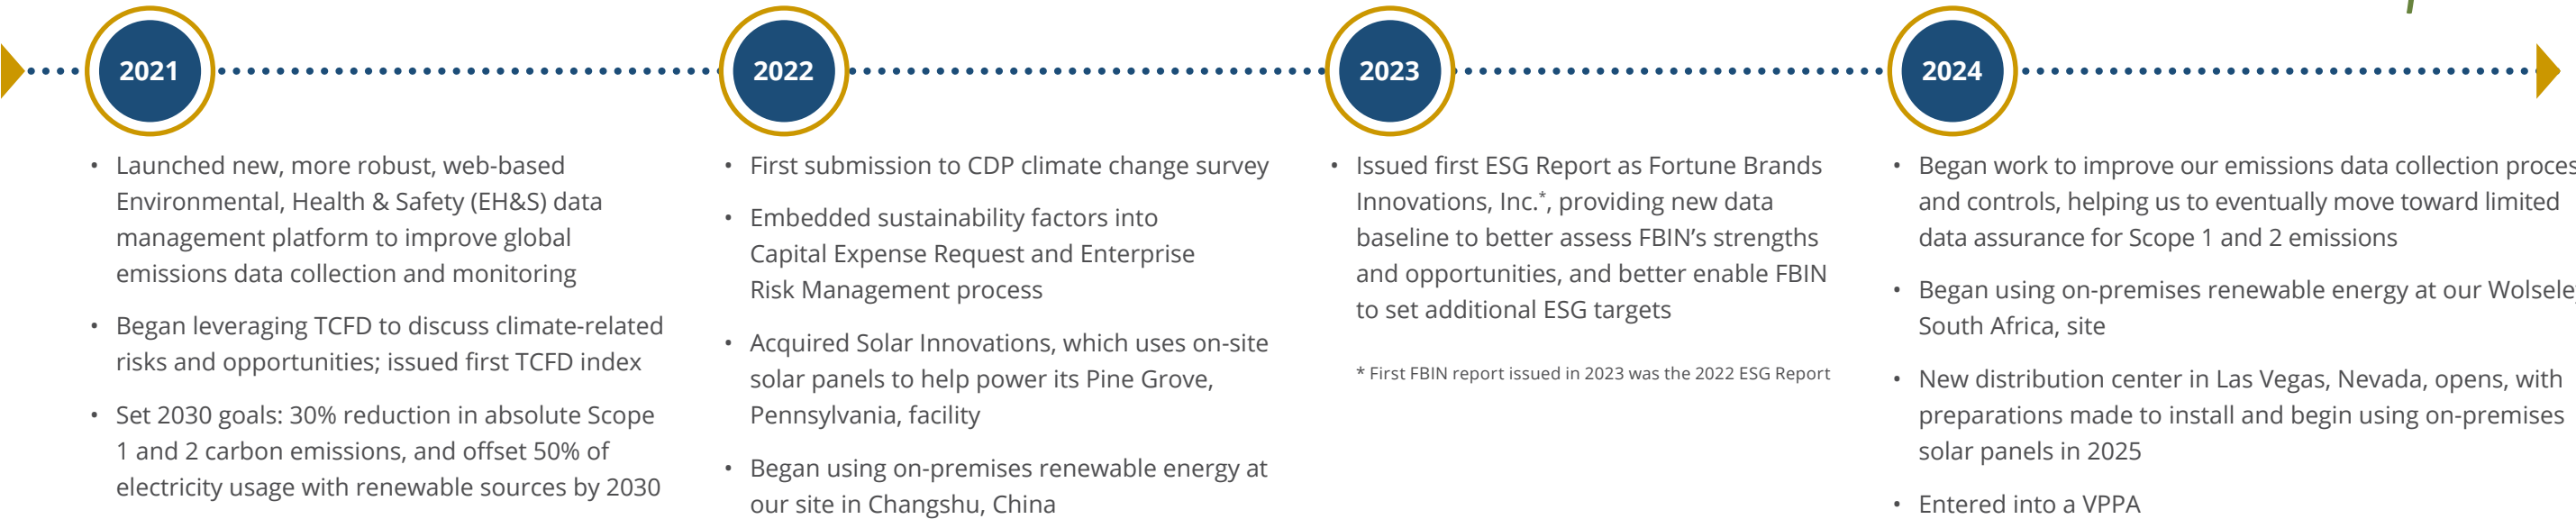 2021
2022
2023
2024
• Launched new, more robust, web-based
Environmental, Health & Safety (EH&S) data
management platform to improve global
emissions data collection and monitoring
• Began leveraging TCFD to discuss climate-related
risks and opportunities; issued first TCFD index
• Set 2030 goals: 30% reduction in absolute Scope
1 and 2 carbon emissions, and offset 50% of
electricity usage with renewable sources by 2030
• First submission to CDP climate change survey
• Embedded sustainability factors into
Capital Expense Request and Enterprise
Risk Management process
• Acquired Solar Innovations, which uses on-site
solar panels to help power its Pine Grove,
Pennsylvania, facility
• Began using on-premises renewable energy at
our site in Changshu, China
• Issued first ESG Report as Fortune Brands
Innovations, Inc.*, providing new data
baseline to better assess FBIN’s strengths
and opportunities, and better enable FBIN
to set additional ESG targets
* First FBIN report issued in 2023 was the 2022 ESG Report
• Began work to improve our emissions data collection
and controls, helping us to eventually move toward limited
data assurance for Scope 1 and 2 emissions
• Began using on-premises renewable energy at our
South Africa, site
• New distribution center in Las Vegas, Nevada, opens, with
preparations made to install and begin using on-premises
solar panels in 2025
• Entered into a VPPA